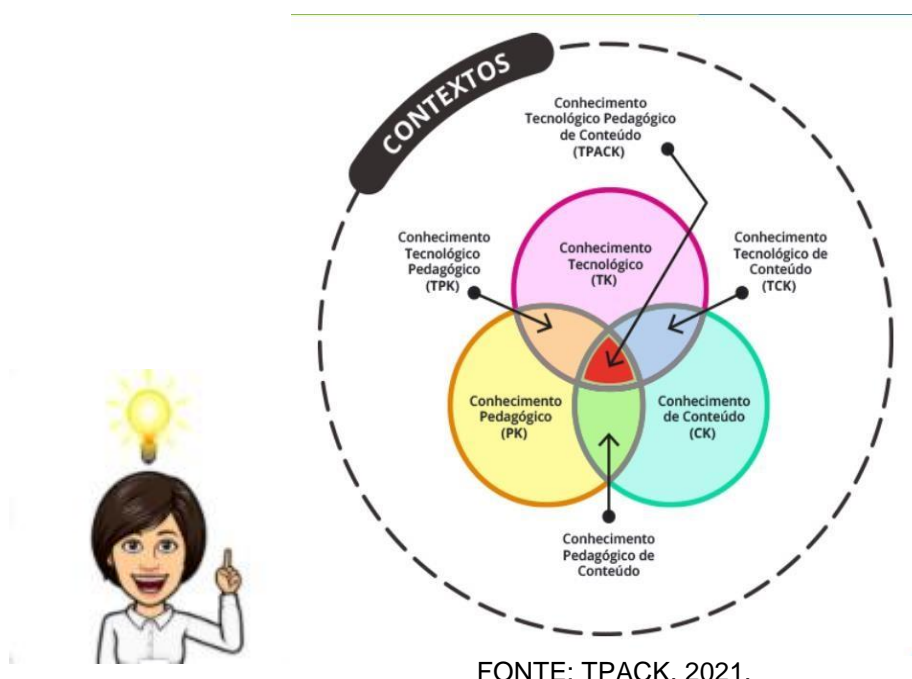 CONTEXTOS
Conhecimento
Tecnológico Pedagógico
de Conteúdo
(TPACK)
Conhecimento
Tecnológico
Pedagógico
(TPK)
Conhecimento
Tecnológico
(TK)
Conhecimento
Tecnológico de
Conteúdo
(TCK)
Conhecimento
Pedagógico
(PK)
Conhecimento
de Conteúdo
(CK)
Conhecimento
Pedagógico de
Conteúdo
FONTE: TPACK, 2021.